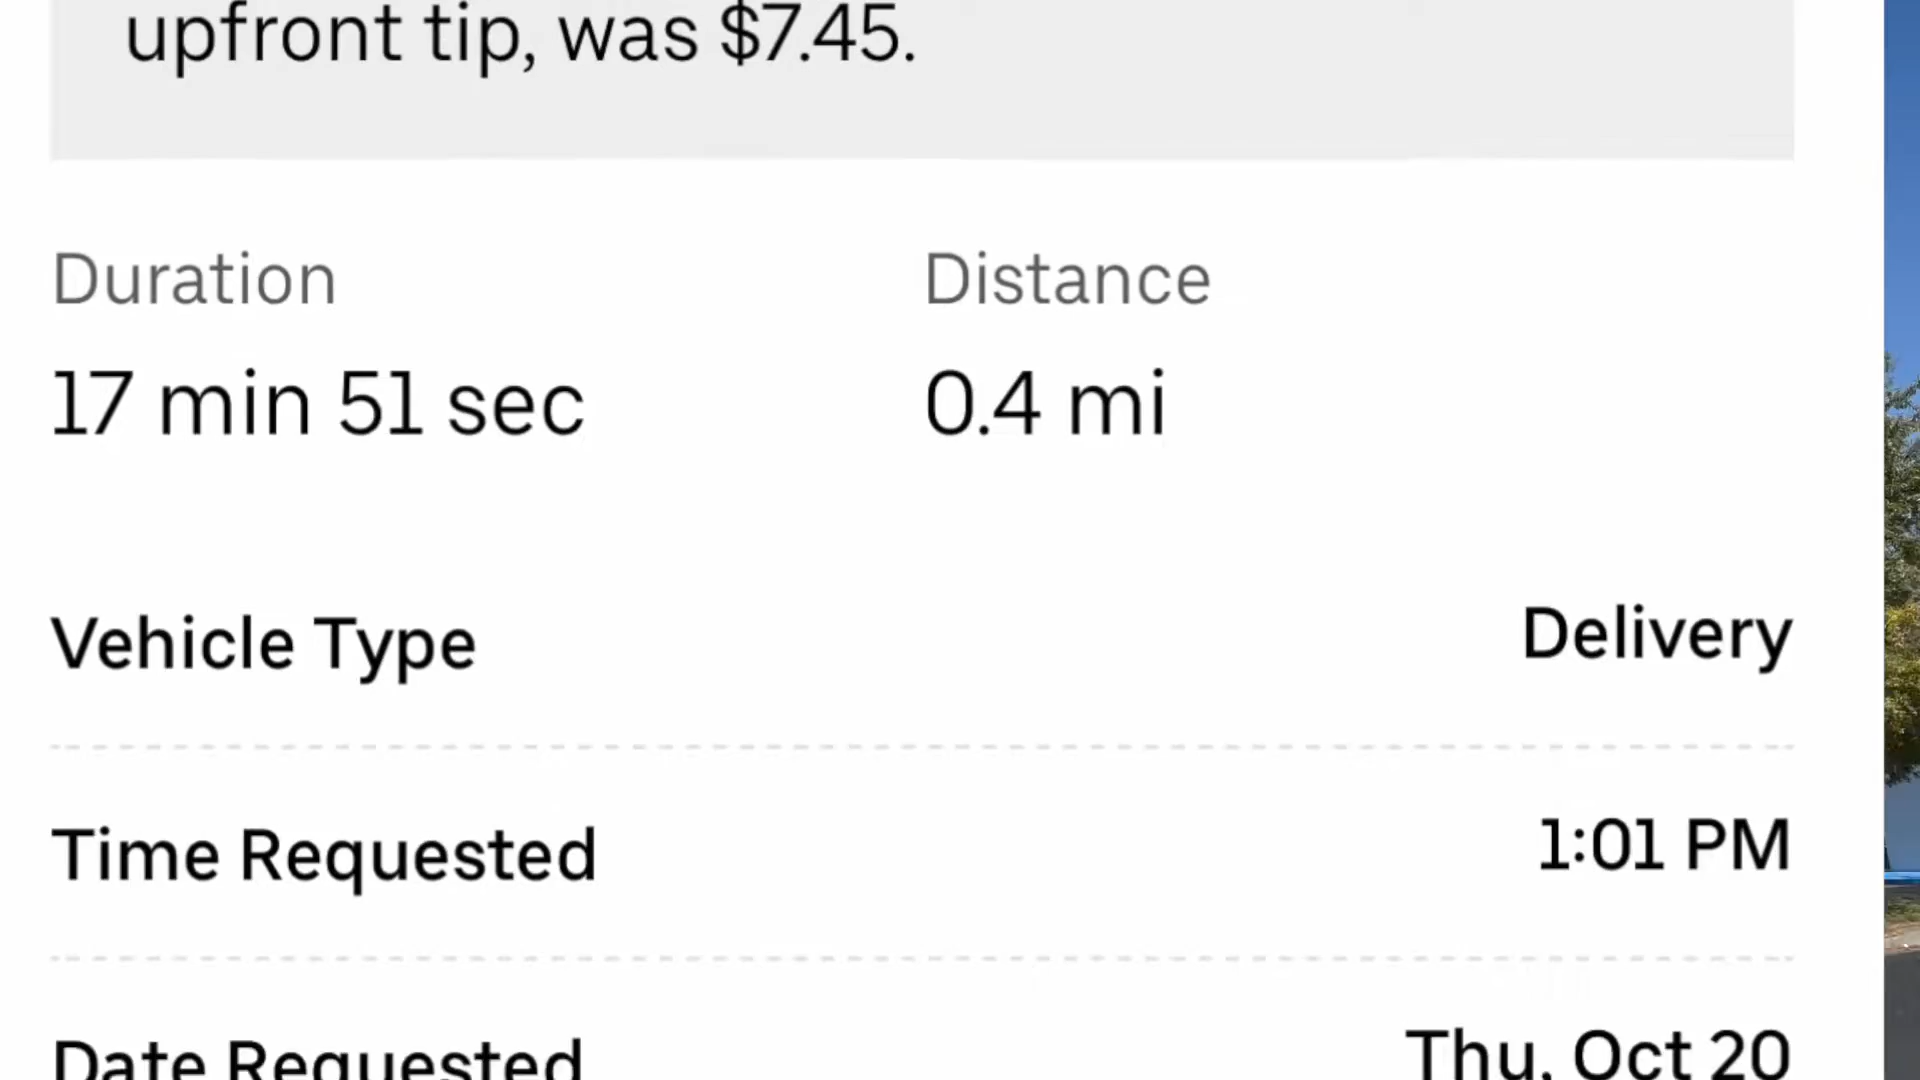 upfront tip, was $7.45.
Duration
Distance
17 min 51 sec
0.4 mi
Vehicle Type
Delivery
Time Requested
1:01 PM
Date Requested
Thu, Oct 20